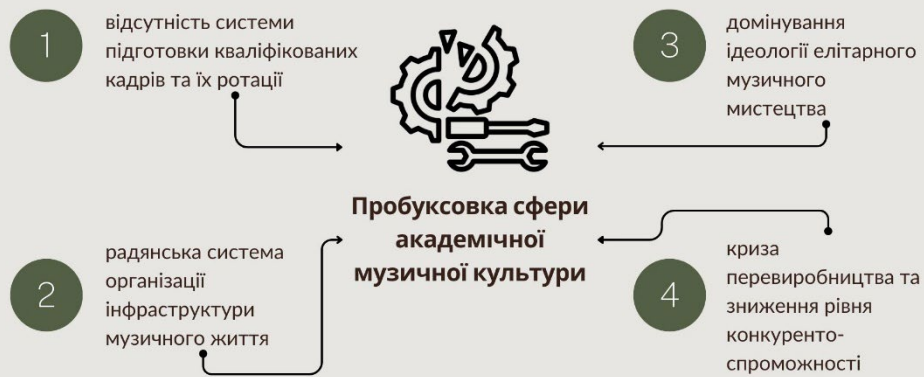 1
відсутність системи
підготовки кваліфікованих
кадрів та їх ротації
2
радянська система
організації
інфраструктури
музичного життя
Пробуксовка сфери
академічної
музичної культури
3
домінування
ідеології елітарного
музичного
мистецтва
4
криза
перевиробництва та
зниження рівня
конкуренто-
спроможності